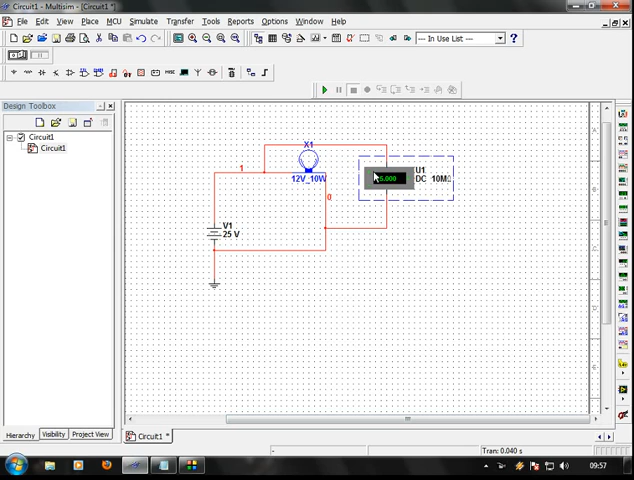 Circuit1 - Multisim - [Circuit1 *]
File Edit View Place MCU Simulate Transfer Tools Reports Options Window Help
--- In Use List ---
Design Toolbox
Circuit1
Circuit1
X1
12V_10W
U1
DC 10MΩ
5.000
1
0
V1
25 V
A
B
C
D
E
Hierarchy Visibility Project View
Circuit1 *
-
Tran: 0.040 s
09:57